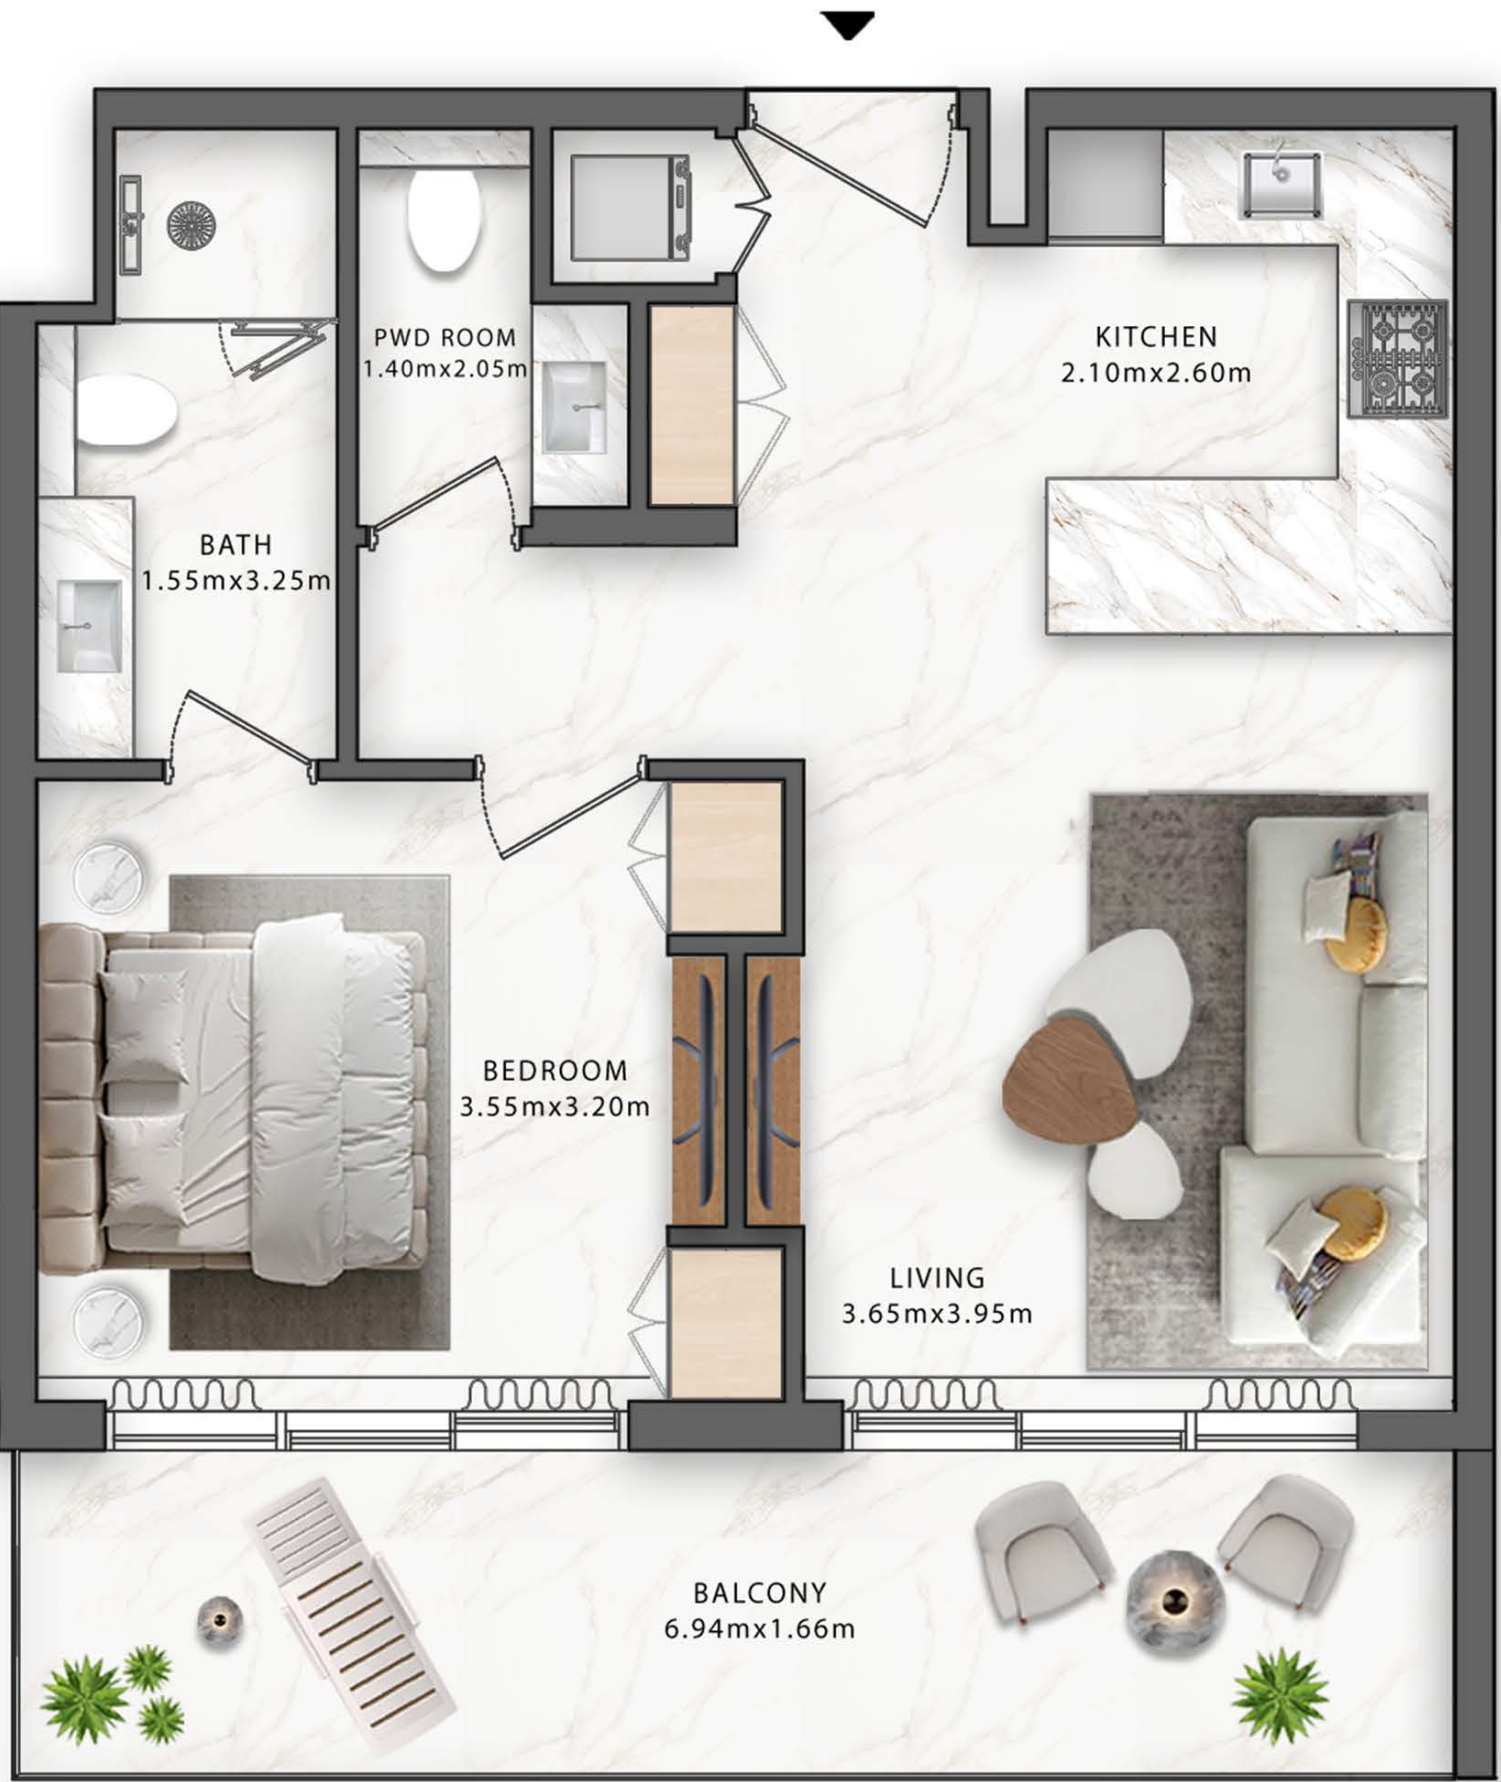 PWD ROOM
1.40mx2.05m
KITCHEN
2.10mx2.60m
BATH
1.55mx3.25m
BEDROOM
3.55mx3.20m
LIVING
3.65mx3.95m
BALCONY
6.94mx1.66m